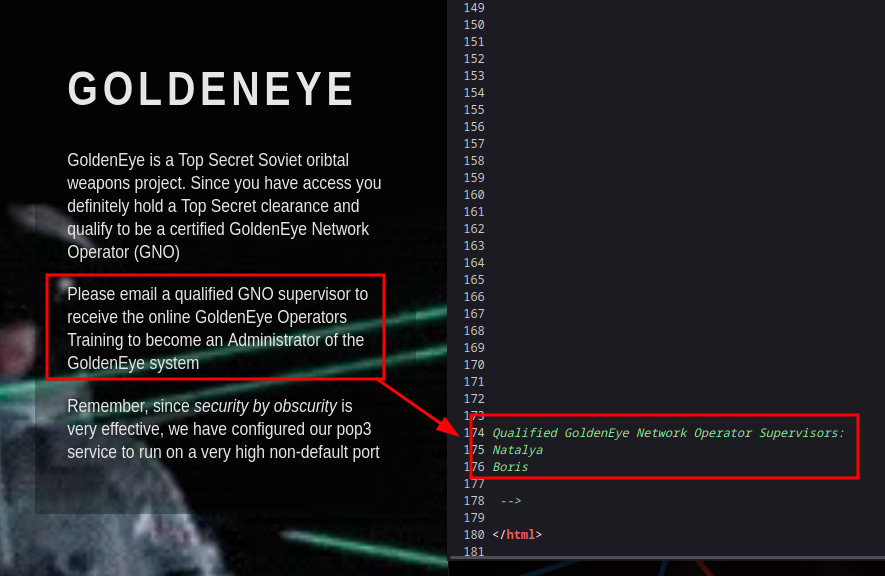 GOLDENEYE
GoldenEye is a Top Secret Soviet oribtal
weapons project. Since you have access you
definitely hold a Top Secret clearance and
qualify to be a certified GoldenEye Network
Operator (GNO)
Please email a qualified GNO supervisor to
receive the online GoldenEye Operators
Training to become an Administrator of the
GoldenEye system
Remember, since security by obscurity is
very effective, we have configured our pop3
service to run on a very high non-default port
149
150
151
152
153
154
155
156
157
158
159
160
161
162
163
164
165
166
167
168
169
170
171
172
173
174 Qualified GoldenEye Network Operator Supervisors:
175 Natalya
176 Boris
177
178 -->
179
180 </html>
181